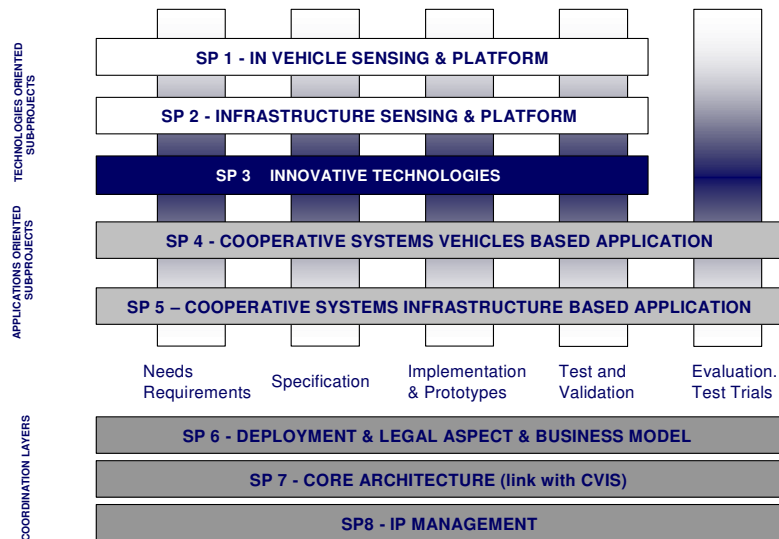 TECHNOLOGIES ORIENTED
SUB-PROJECTS
SP 1 - IN VEHICLE SENSING & PLATFORM
SP 2 - INFRASTRUCTURE SENSING & PLATFORM
SP 3 INNOVATIVE TECHNOLOGIES
APPLICATIONS ORIENTED
SUB-PROJECTS
SP 4 - COOPERATIVE SYSTEMS VEHICLES BASED APPLICATION
SP 5 – COOPERATIVE SYSTEMS INFRASTRUCTURE BASED APPLICATION
Needs
Requirements
Specification
Implementation
& Prototypes
Test and
Validation
Evaluation.
Test Trials
COORDINATION LAYERS
SP 6 - DEPLOYMENT & LEGAL ASPECT & BUSINESS MODEL
SP 7 - CORE ARCHITECTURE (link with CVIS)
SP8 - IP MANAGEMENT